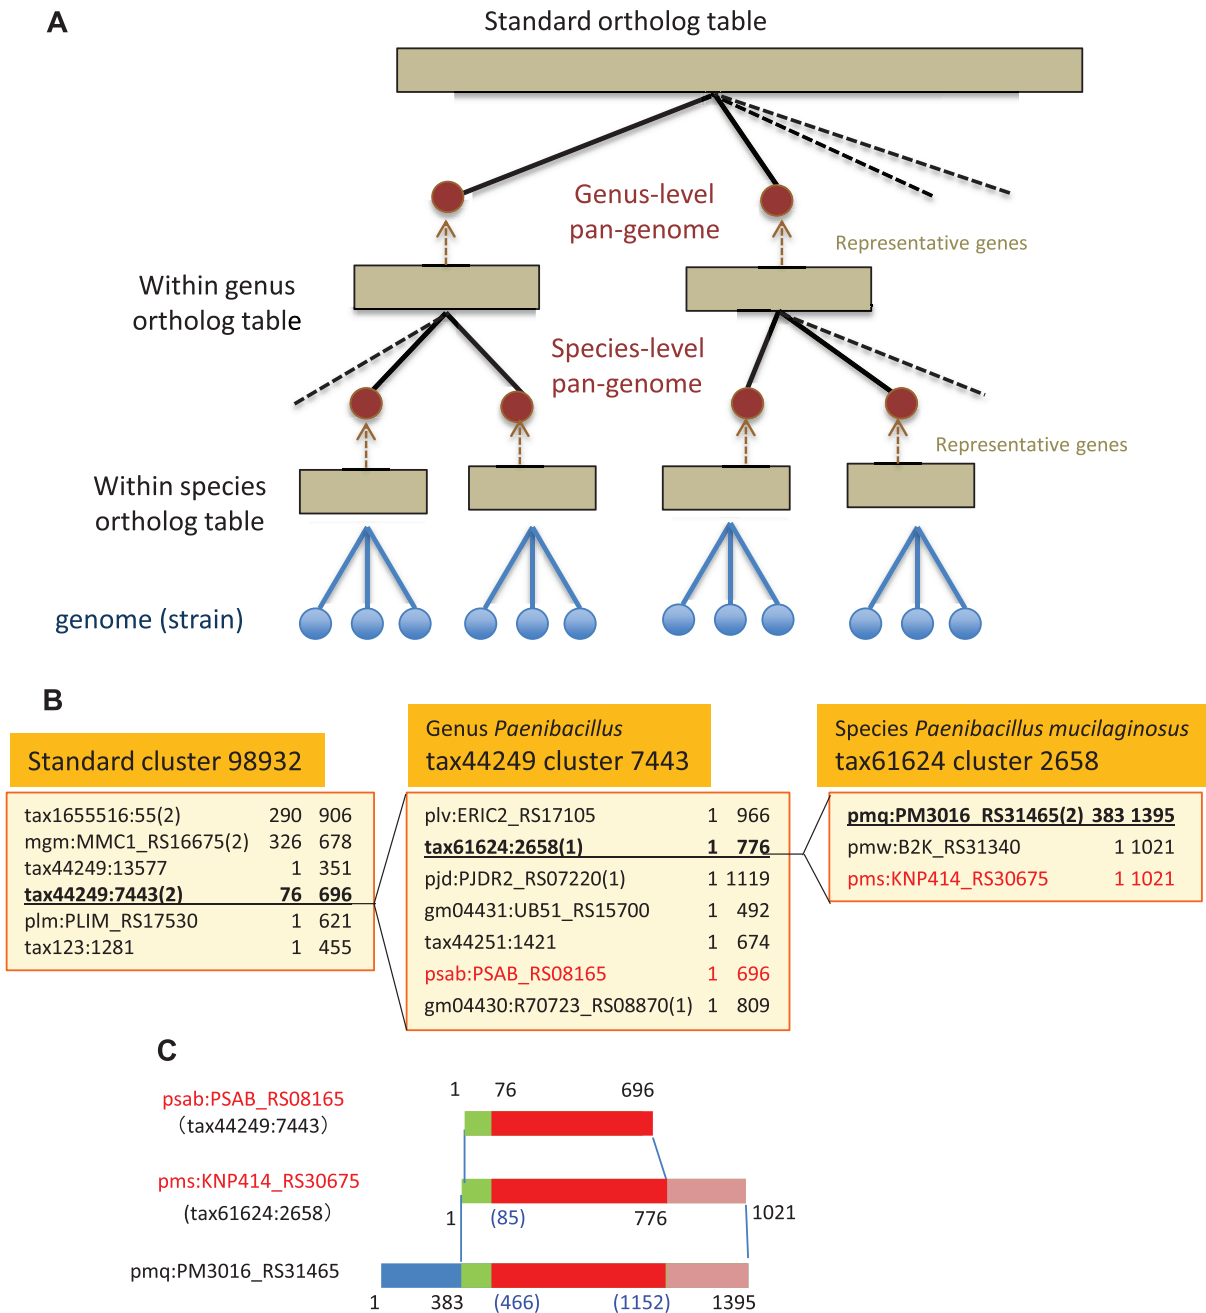 A
Standard ortholog table
Genus-level
pan-genome
Representative genes
Within genus
ortholog table
Species-level
pan-genome
Representative genes
Within species
ortholog table
genome (strain)
B
Standard cluster 98932
tax1655516:55(2) 290 906
mgm:MMC1_RS16675(2) 326 678
tax44249:13577 1 351
tax44249:7443(2) 76 696
plm:PLIM_RS17530 1 621
tax123:1281 1 455
Genus Paenibacillus
tax44249 cluster 7443
plv:ERIC2_RS17105 1 966
tax61624:2658(1) 1 776
pjd:PJDR2_RS07220(1) 1 1119
gm04431:UB51_RS15700 1 492
tax44251:1421 1 674
psab:PSAB_RS08165 1 696
gm04430:R70723_RS08870(1) 1 809
Species Paenibacillus mucilaginosus
tax61624 cluster 2658
pmq:PM3016_RS31465(2) 383 1395
pmw:B2K_RS31340 1 1021
pms:KNP414_RS30675 1 1021
C
psab:PSAB_RS08165
(tax44249:7443)
1 76 696
pms:KNP414_RS30675
(tax61624:2658)
1 (85) 776 1021
pmq:PM3016_RS31465
1 383 (466) (1152) 1395